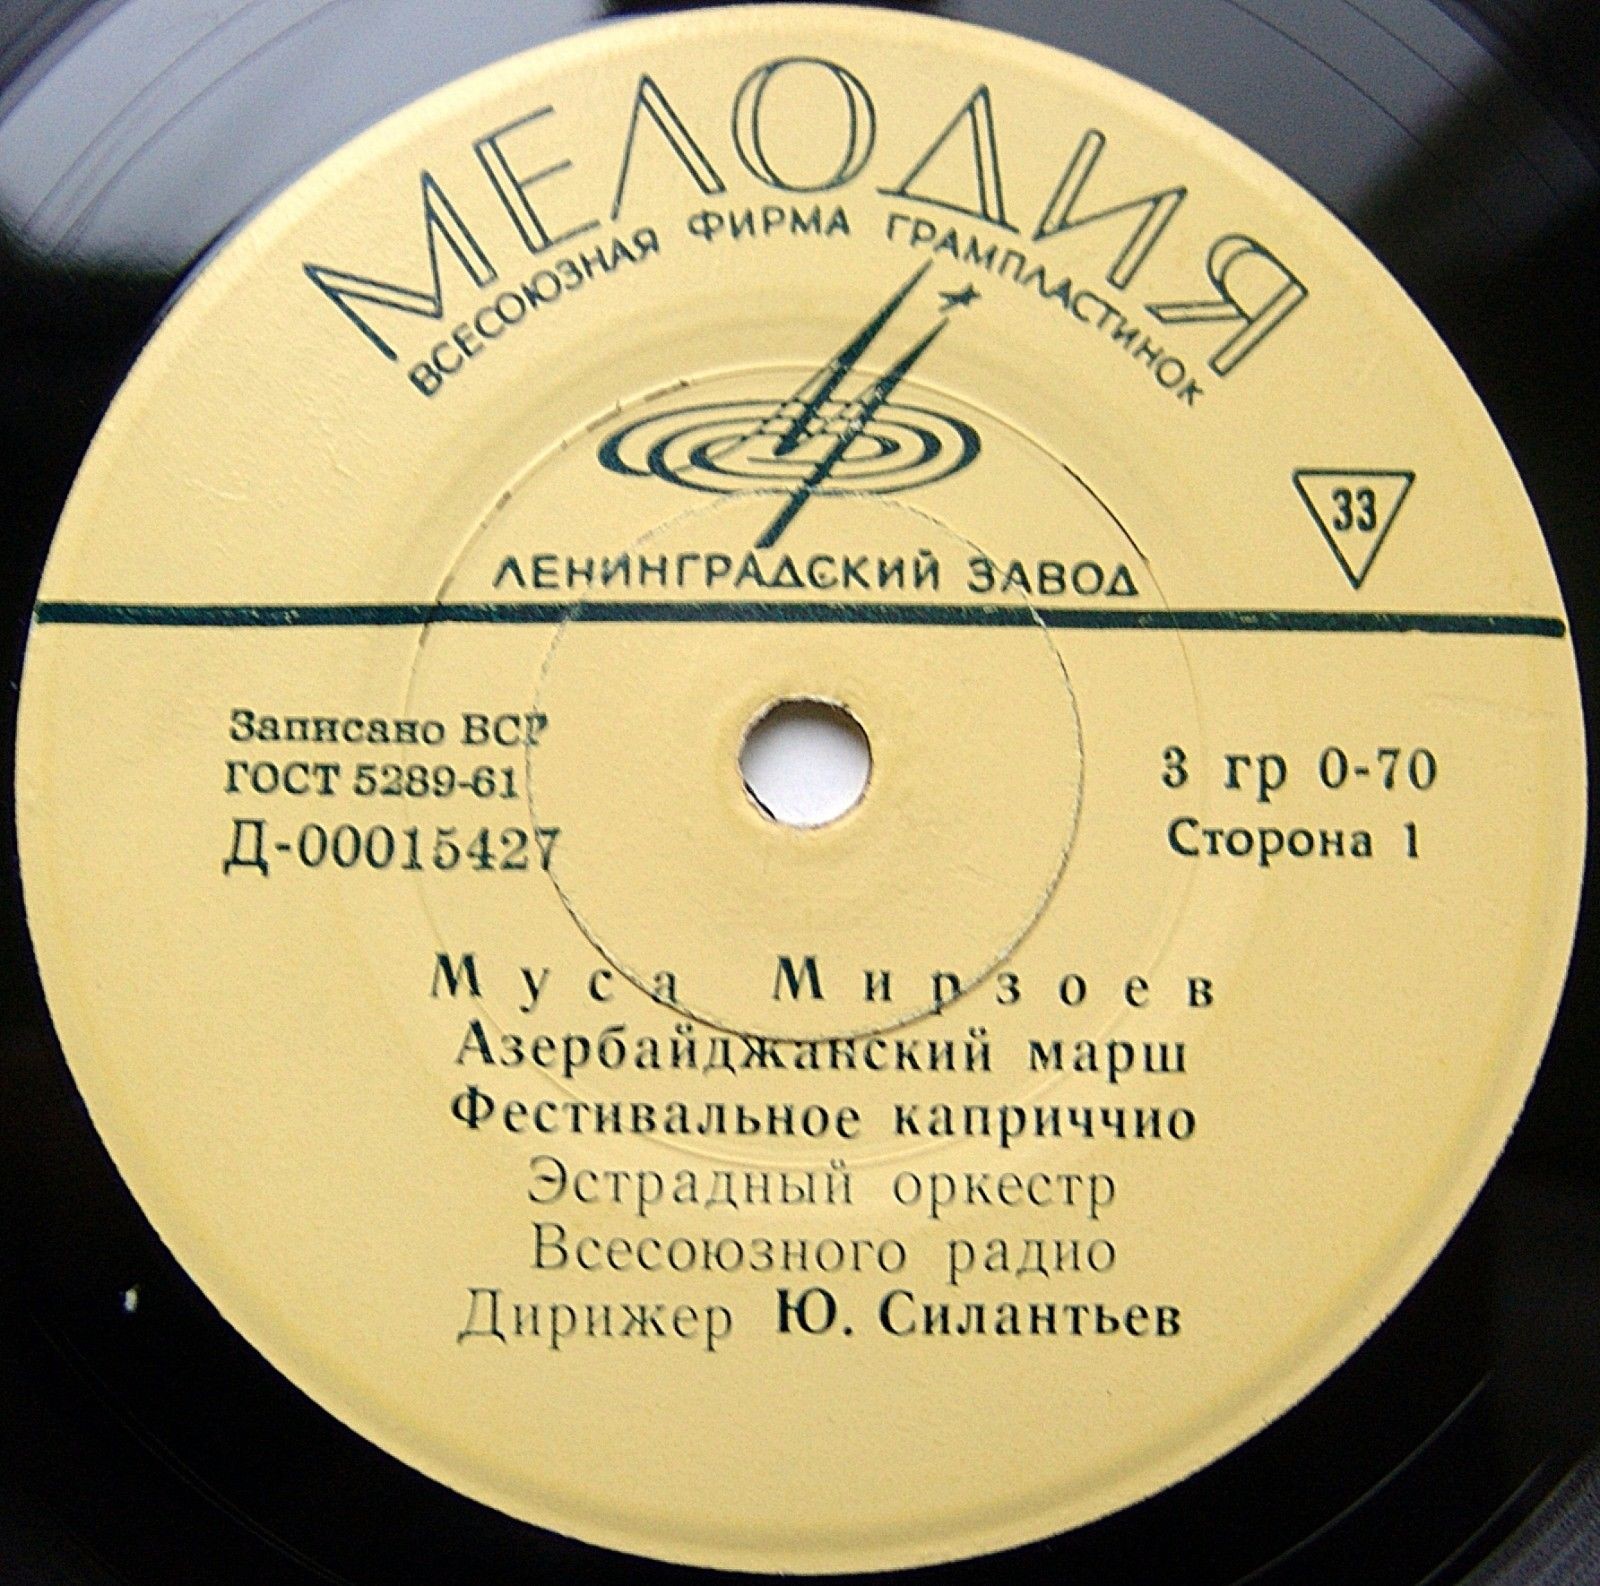 МЕЛОДИЯ
ВСЕСОЮЗНАЯ ФИРМА ГРАМПЛАСТИНОК
33
ЛЕНИНГРАДСКИЙ ЗАВОД
Записано ВСР
ГОСТ 5289-61
Д-00015427
3 гр 0-70
Сторона 1
Муса Мирзоев
Азербайджанский марш
Фестивальное каприччио
Эстрадный оркестр
Всесоюзного радио
Дирижер Ю. Силантьев